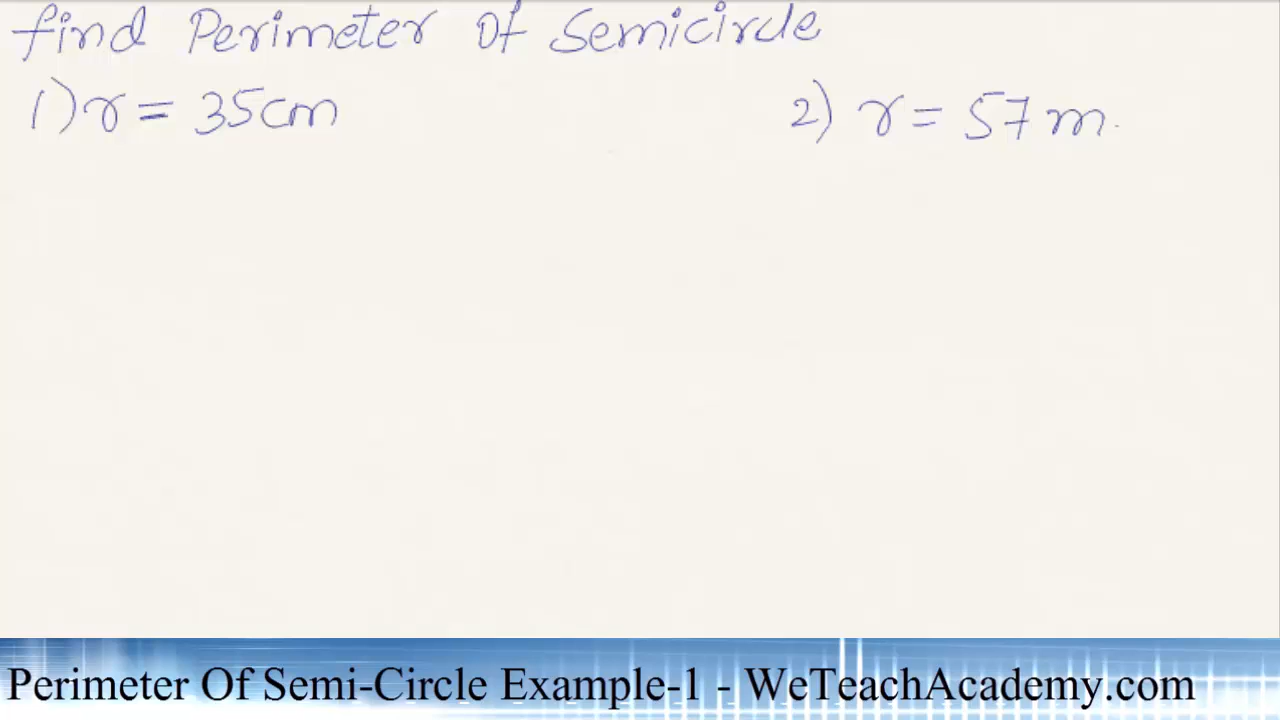 find Perimeter of Semicircle
1) r = 35cm
2) r = 57 m.
Perimeter Of Semi-Circle Example-1 - WeTeachAcademy.com